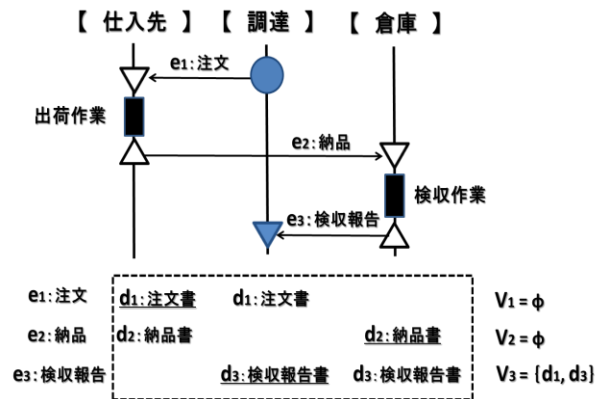 【 仕入先 】 【 調達 】 【 倉庫 】
e1:注文
出荷作業
e2:納品
検収作業
e3:検収報告
e1:注文 d1:注文書 d1:注文書 V1 = ϕ
e2:納品 d2:納品書 d2:納品書 V2 = ϕ
e3:検収報告 d3:検収報告書 d3:検収報告書 V3 = {d1, d3}